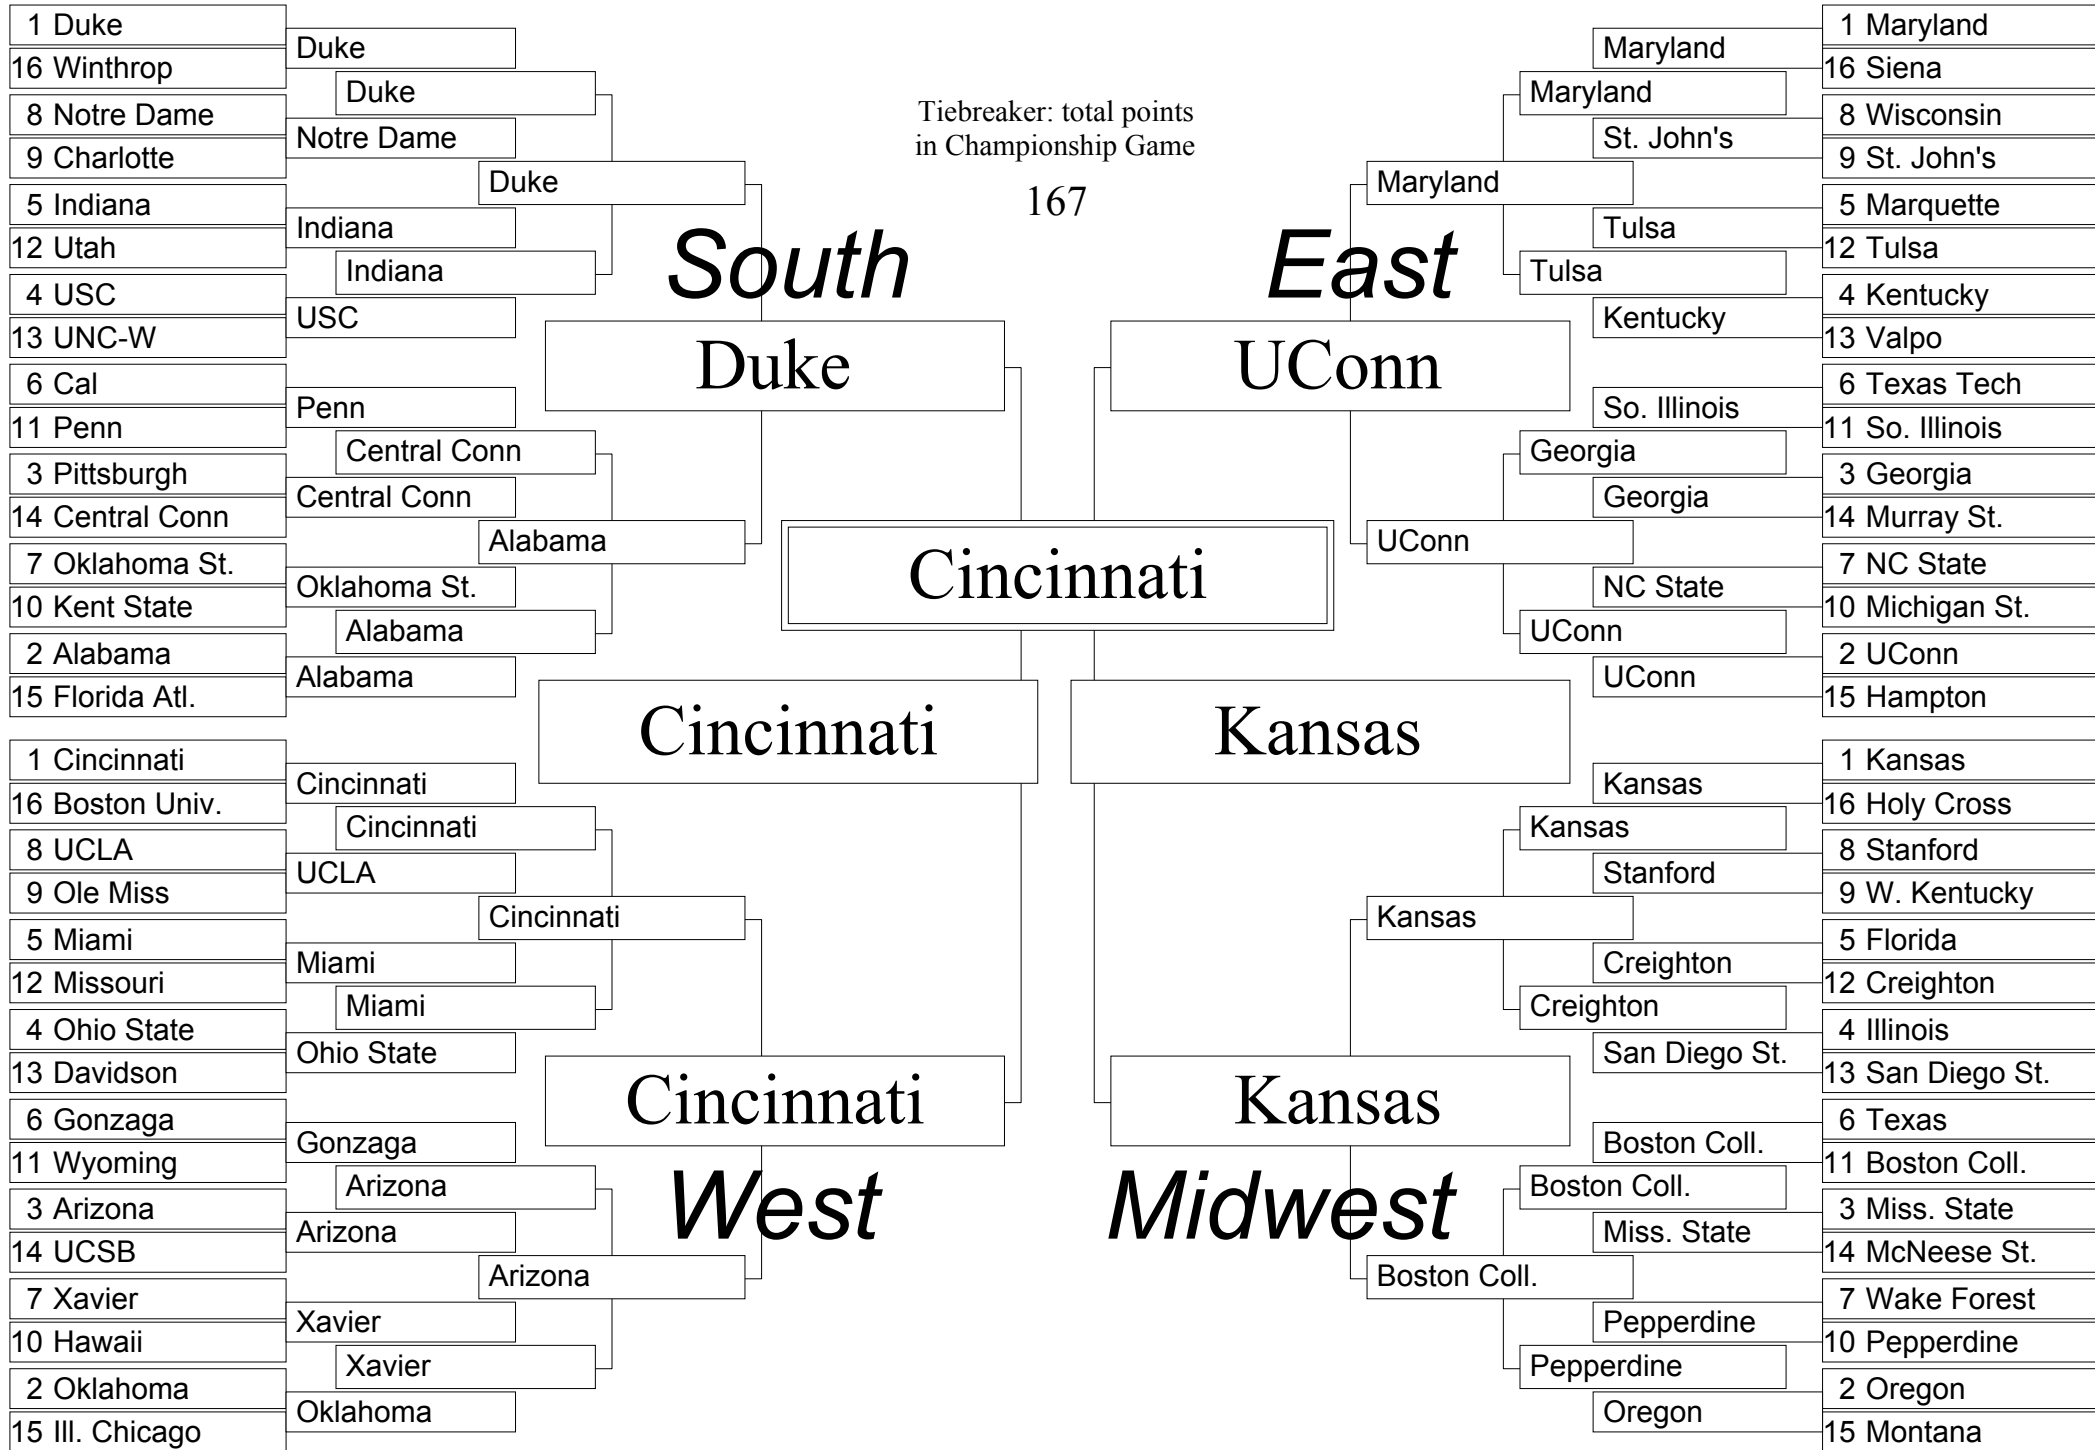 1 Duke
16 Winthrop
8 Notre Dame
9 Charlotte
5 Indiana
12 Utah
4 USC
13 UNC-W
6 Cal
11 Penn
3 Pittsburgh
14 Central Conn
7 Oklahoma St.
10 Kent State
2 Alabama
15 Florida Atl.
Duke
Notre Dame
Indiana
USC
Penn
Central Conn
Oklahoma St.
Alabama
Duke
Indiana
Central Conn
Alabama
Duke
Alabama
South
Duke
1 Cincinnati
16 Boston Univ.
8 UCLA
9 Ole Miss
5 Miami
12 Missouri
4 Ohio State
13 Davidson
6 Gonzaga
11 Wyoming
3 Arizona
14 UCSB
7 Xavier
10 Hawaii
2 Oklahoma
15 Ill. Chicago
Cincinnati
UCLA
Miami
Ohio State
Gonzaga
Arizona
Xavier
Oklahoma
Cincinnati
Miami
Arizona
Xavier
Cincinnati
Arizona
Cincinnati
West
Tiebreaker: total points
in Championship Game
167
Cincinnati
Cincinnati
Kansas
East
UConn
Maryland
UConn
Maryland
Tulsa
Georgia
UConn
Maryland
St. John's
Tulsa
Kentucky
So. Illinois
Georgia
NC State
UConn
1 Maryland
16 Siena
8 Wisconsin
9 St. John's
5 Marquette
12 Tulsa
4 Kentucky
13 Valpo
6 Texas Tech
11 So. Illinois
3 Georgia
14 Murray St.
7 NC State
10 Michigan St.
2 UConn
15 Hampton
Kansas
Midwest
Kansas
Boston Coll.
Kansas
Creighton
Boston Coll.
Pepperdine
Kansas
Stanford
Creighton
San Diego St.
Boston Coll.
Miss. State
Pepperdine
Oregon
1 Kansas
16 Holy Cross
8 Stanford
9 W. Kentucky
5 Florida
12 Creighton
4 Illinois
13 San Diego St.
6 Texas
11 Boston Coll.
3 Miss. State
14 McNeese St.
7 Wake Forest
10 Pepperdine
2 Oregon
15 Montana